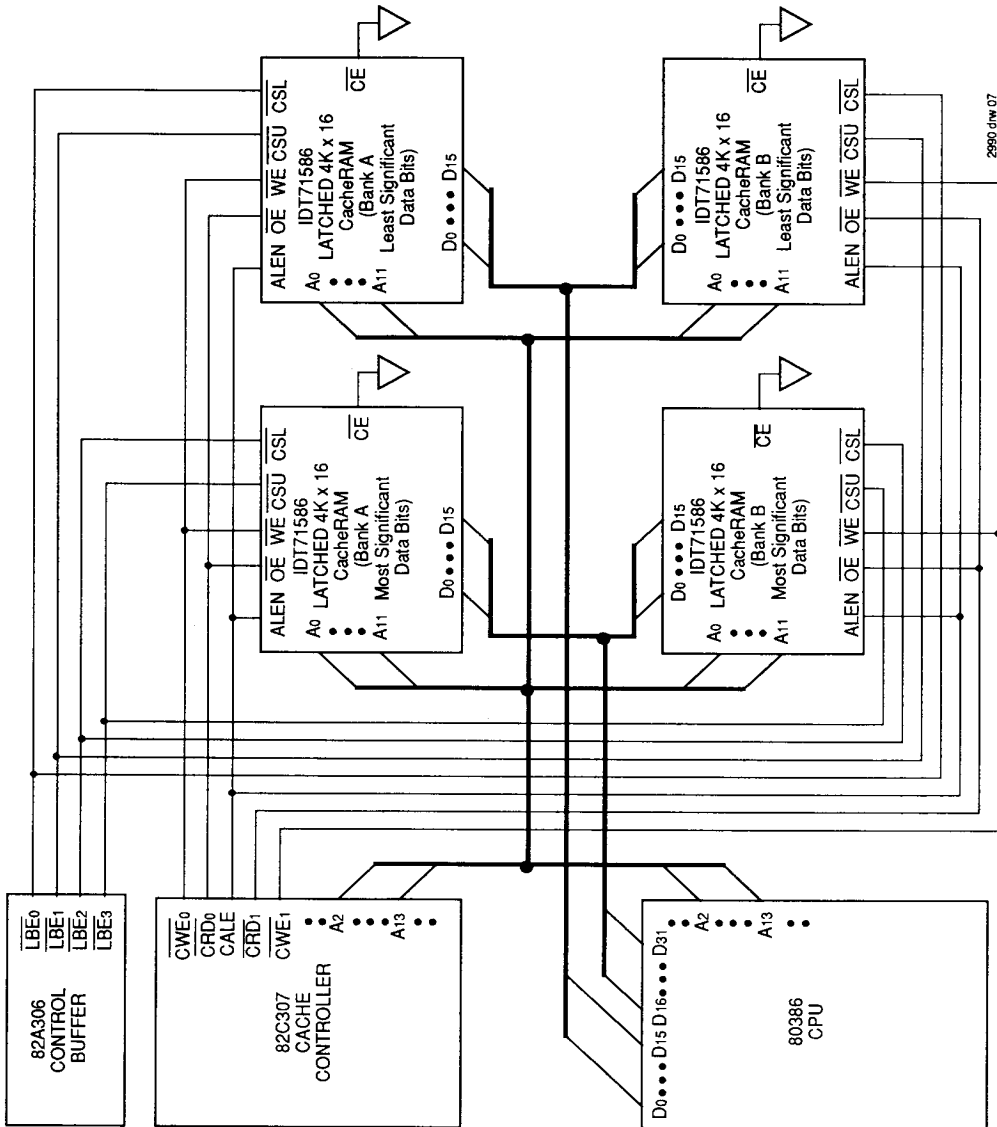 82A306
CONTROL
BUFFER
LBE0
LBE1
LBE2
LBE3
82C307
CACHE
CONTROLLER
CWE0
CRD0
CALE
CRD1
CWE1
•• A2 •••• A13 ••
80386
CPU
D0 ••• D15 D16 ••• D31
•• A2 •••• A13 ••
ALEN OE WE CSU CSL
IDT71586
A0 LATCHED 4K x 16
CacheRAM
••• (Bank A
A11 Most Significant
Data Bits)
CE
D0 •••• D15
ALEN OE WE CSU CSL
IDT71586
A0 LATCHED 4K x 16
CacheRAM
••• (Bank A
A11 Least Significant
Data Bits)
CE
D0 •••• D15
D0 •••• D15
IDT71586
A0 LATCHED 4K x 16
CacheRAM
••• (Bank B
A11 Most Significant
Data Bits)
CE
ALEN OE WE CSU CSL
D0 •••• D15
IDT71586
A0 LATCHED 4K x 16
CacheRAM
••• (Bank B
A11 Least Significant
Data Bits)
CE
ALEN OE WE CSU CSL
2990 drw 07